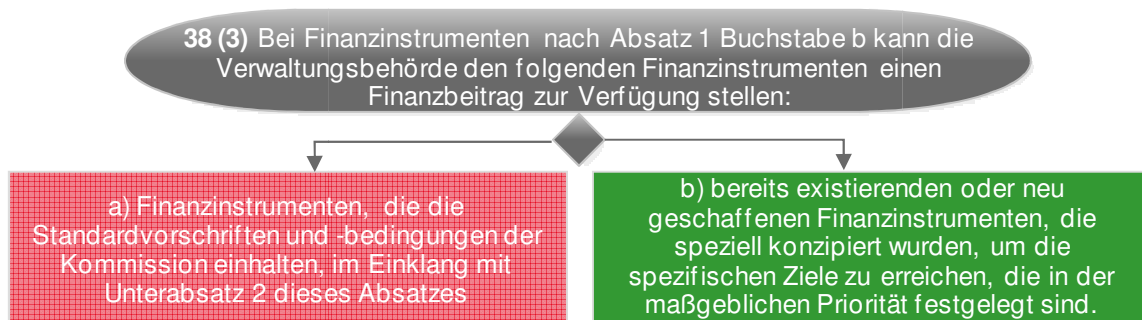 38 (3) Bei Finanzinstrumenten nach Absatz 1 Buchstabe b kann die
Verwaltungsbehörde den folgenden Finanzinstrumenten einen
Finanzbeitrag zur Verfügung stellen:
a) Finanzinstrumenten, die die
Standardvorschriften und -bedingungen der
Kommission einhalten, im Einklang mit
Unterabsatz 2 dieses Absatzes
b) bereits existierenden oder neu
geschaffenen Finanzinstrumenten, die
speziell konzipiert wurden, um die
spezifischen Ziele zu erreichen, die in der
maßgeblichen Priorität festgelegt sind.